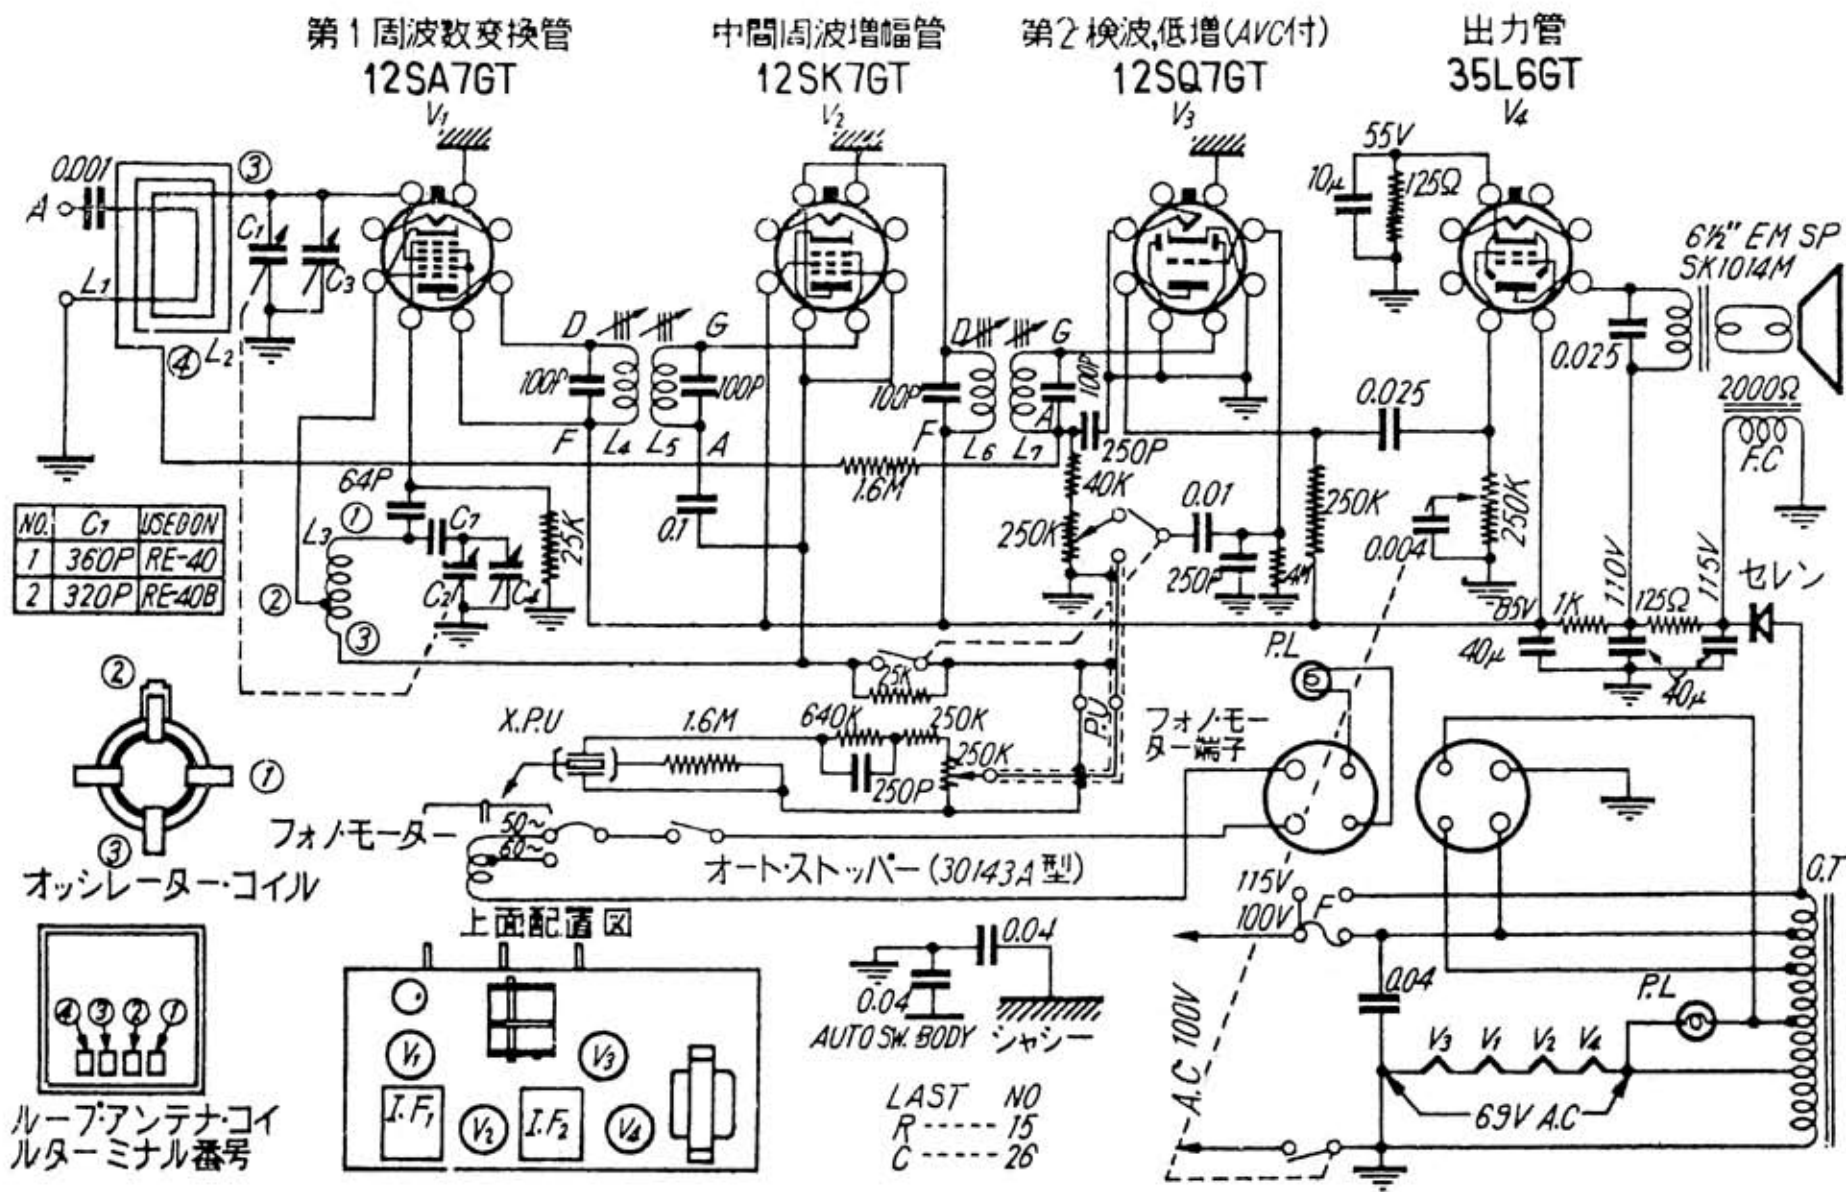 第1周波数変換管
12SA7GT
V1
中間周波増幅管
12SK7GT
V2
第2検波,低増(AVC付)
12SQ7GT
V3
出力管
35L6GT
V4
0.001
A
L1
③
④
L2
C1
C3
D
G
100P
100P
F
L4
L5
A
0.1
D
G
100P
100P
F
L6
L7
A
1.6M
55V
10μ
125Ω
6½" EM SP
SK1014M
0.025
2000Ω
F.C
0.025
250P
40K
250K
0.01
250P
4M
250K
0.004
250K
64P
①
L3
②
③
C7
C2
C4
25K
NO. C7 USED ON
1 360P RE-40
2 320P RE-40B
85V
1K
110V
125Ω
115V
セレン
40μ
40μ
25K
P.U
P.L
X.P.U
1.6M
640K
250K
250K
250P
フォノ・モー
ター端子
②
①
③
オッシレーター・コイル
フォノ・モーター
50~
60~
オート・ストッパー(30143A型)
115V
100V
F
O.T
0.04
P.L
V3 V1 V2 V4
69V A.C
A.C 100V
④ ③ ② ①
ループ・アンテナ・コイ
ルターミナル番号
上面配置図
V1
V3
I.F1
V2
I.F2
V4
0.04
0.04
AUTO SW. BODY
シャシー
LAST NO
R ----- 15
C ----- 26